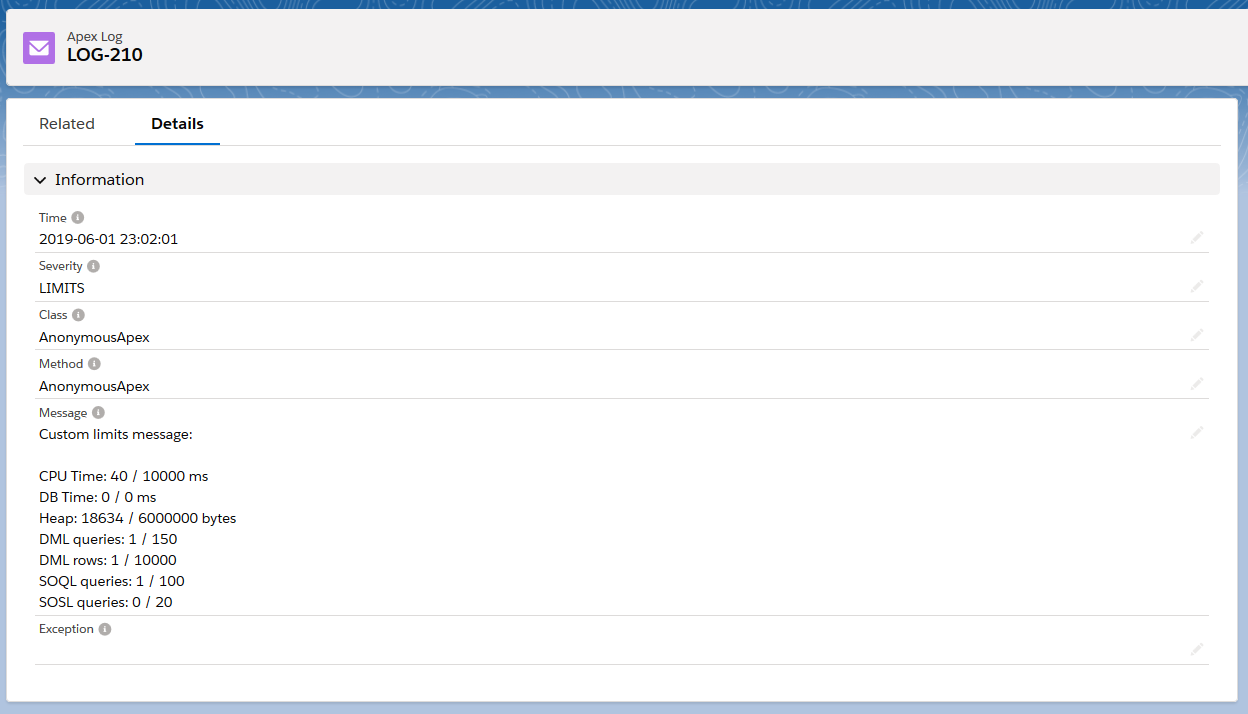 Apex Log
LOG-210
Related Details
Information
Time
2019-06-01 23:02:01
Severity
LIMITS
Class
AnonymousApex
Method
AnonymousApex
Message
Custom limits message:
CPU Time: 40 / 10000 ms
DB Time: 0 / 0 ms
Heap: 18634 / 6000000 bytes
DML queries: 1 / 150
DML rows: 1 / 10000
SOQL queries: 1 / 100
SOSL queries: 0 / 20
Exception